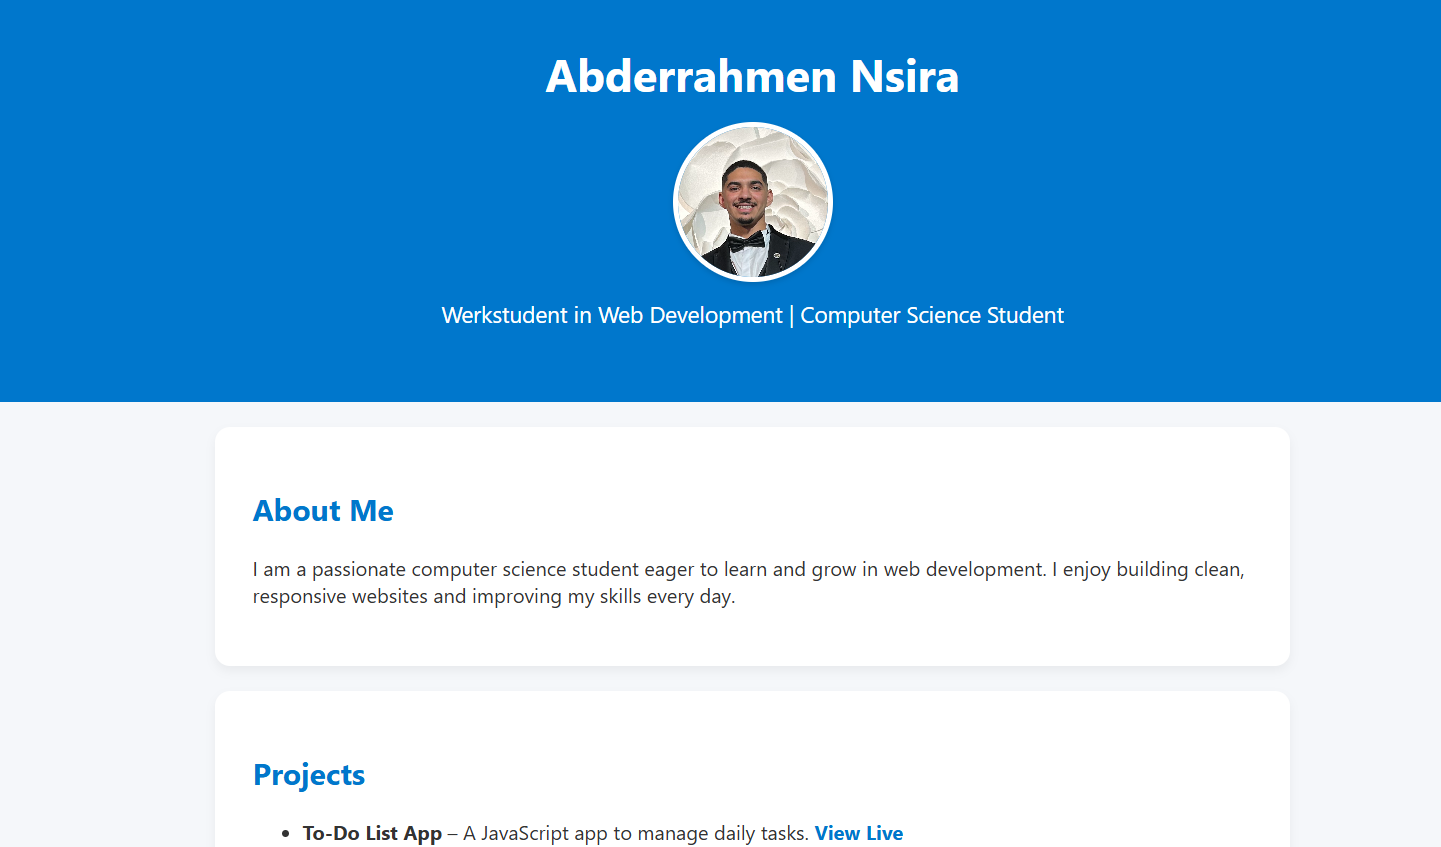 Abderrahmen Nsira
Werkstudent in Web Development | Computer Science Student
About Me
I am a passionate computer science student eager to learn and grow in web development. I enjoy building clean,
responsive websites and improving my skills every day.
Projects
• To-Do List App – A JavaScript app to manage daily tasks. View Live